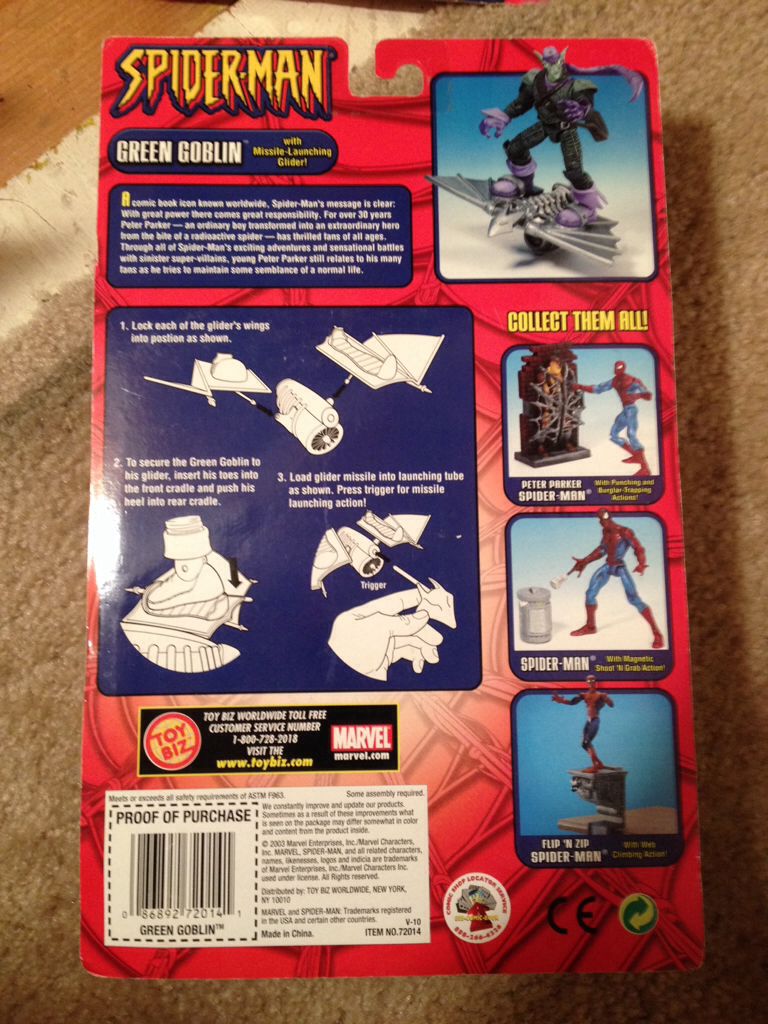 SPIDER-MAN
GREEN GOBLIN™ with
Missile-Launching
Glider!
A comic book icon known worldwide, Spider-Man's message is clear:
With great power there comes great responsibility. For over 30 years
Peter Parker — an ordinary boy transformed into an extraordinary hero
from the bite of a radioactive spider — has thrilled fans of all ages.
Through all of Spider-Man's exciting adventures and sensational battles
with sinister super-villains, young Peter Parker still relates to his many
fans as he tries to maintain some semblance of a normal life.
1. Lock each of the glider's wings
into postion as shown.
2. To secure the Green Goblin to
his glider, insert his toes into
the front cradle and push his
heel into rear cradle.
3. Load glider missile into launching tube
as shown. Press trigger for missile
launching action!
Trigger
COLLECT THEM ALL!
PETER PARKER
SPIDER-MAN®
With Punching and
Burglar-Trapping
Actions!
SPIDER-MAN®
With Magnetic
Shoot 'N Grab Action!
FLIP 'N ZIP
SPIDER-MAN®
With Web
Climbing Action!
TOY BIZ
TOY BIZ WORLDWIDE TOLL FREE
CUSTOMER SERVICE NUMBER
1-800-728-2018
VISIT THE
www.toybiz.com
MARVEL
marvel.com
Meets or exceeds all safety requirements of ASTM F963.
Some assembly required.
PROOF OF PURCHASE
0 86892 72014 1
GREEN GOBLIN™
We constantly improve and update our products.
Sometimes as a result of these improvements what
is seen on the package may differ somewhat in color
and content from the product inside.
© 2003 Marvel Enterprises, Inc./Marvel Characters,
Inc. MARVEL, SPIDER-MAN, and all related characters,
names, likenesses, logos and indicia are trademarks
of Marvel Enterprises, Inc./Marvel Characters Inc.
used under license. All Rights reserved.
Distributed by: TOY BIZ WORLDWIDE, NEW YORK,
NY 10010
MARVEL and SPIDER-MAN: Trademarks registered
in the USA and certain other countries.
V-10
Made in China.
ITEM NO.72014
COMIC SHOP LOCATOR SERVICE
888-266-4226
CE